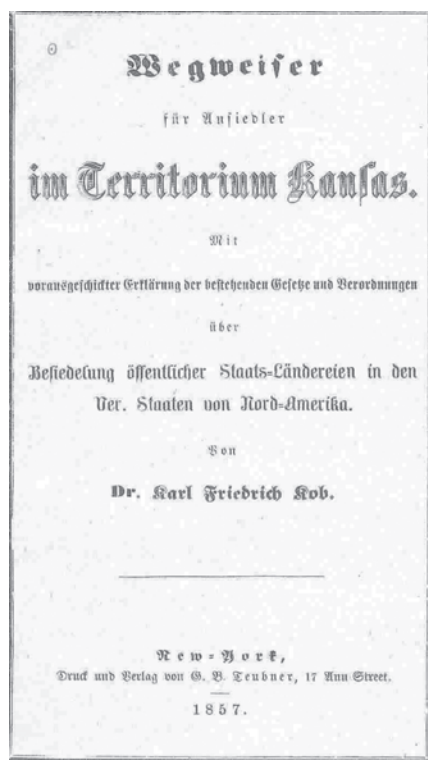 Wegweiser
für Ansiedler
im Territorium Kansas.
Mit
vorausgeschickter Erklärung der bestehenden Gesetze und Verordnungen
über
Besiedelung öffentlicher Staats-Ländereien in den
Ver. Staaten von Nord-Amerika.
Von
Dr. Karl Friedrich Kob.
New-York,
Druck und Verlag von G. B. Teubner, 17 Ann Street.
1857.